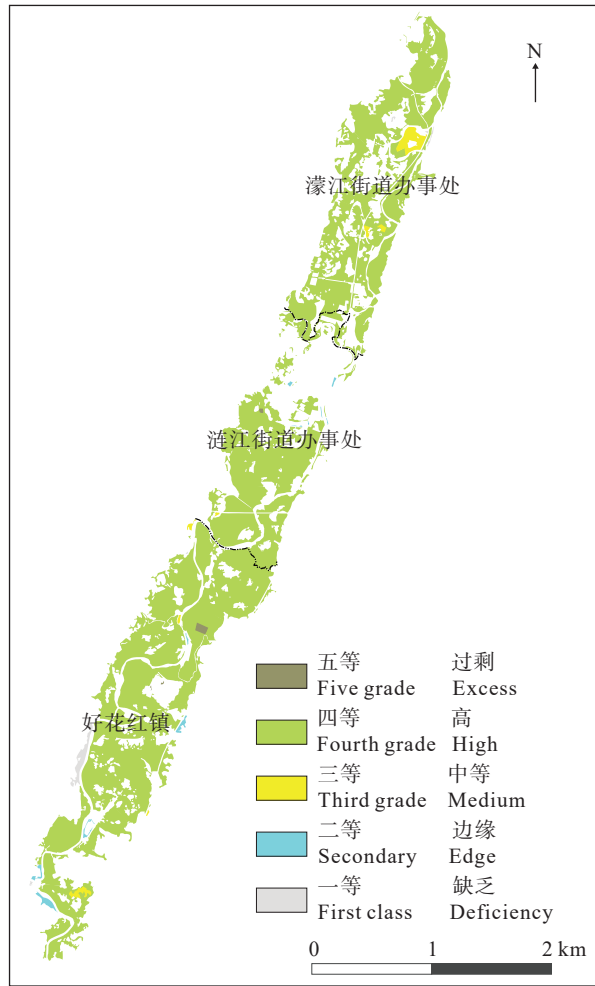 N
濛江街道办事处
涟江街道办事处
好花红镇
五等 过剩
Five grade Excess
四等 高
Fourth grade High
三等 中等
Third grade Medium
二等 边缘
Secondary Edge
一等 缺乏
First class Deficiency
0 1 2 km